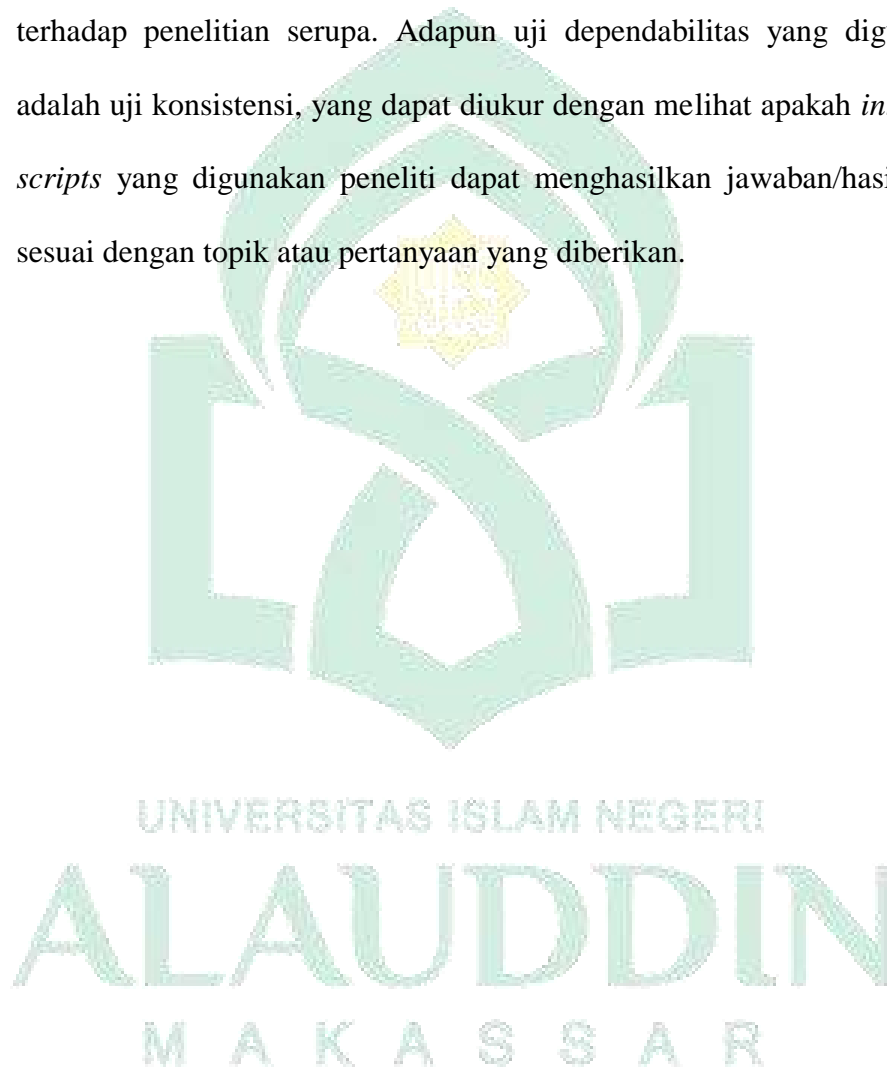 terhadap penelitian serupa. Adapun uji dependabilitas yang dig
adalah uji konsistensi, yang dapat diukur dengan melihat apakah in
scripts yang digunakan peneliti dapat menghasilkan jawaban/hasi
sesuai dengan topik atau pertanyaan yang diberikan.
UNIVERSITAS ISLAM NEGERI
ALAUDDIN
MAKASSAR